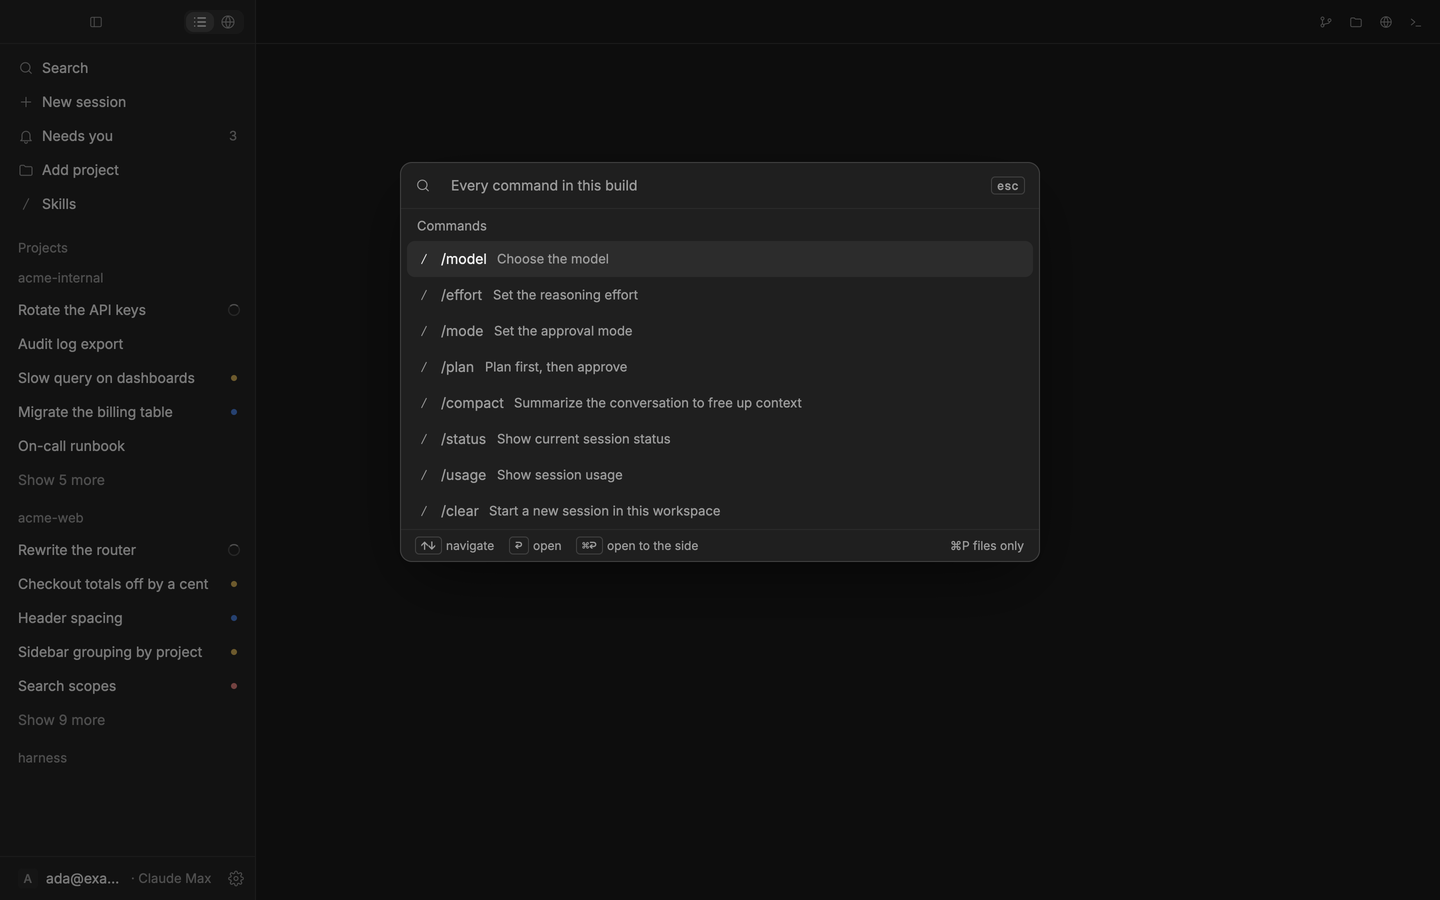 Search
New session
Needs you 3
Add project
/ Skills
Projects
acme-internal
Rotate the API keys
Audit log export
Slow query on dashboards
Migrate the billing table
On-call runbook
Show 5 more
acme-web
Rewrite the router
Checkout totals off by a cent
Header spacing
Sidebar grouping by project
Search scopes
Show 9 more
harness
A ada@exa... · Claude Max
Every command in this build esc
Commands
/ /model Choose the model
/ /effort Set the reasoning effort
/ /mode Set the approval mode
/ /plan Plan first, then approve
/ /compact Summarize the conversation to free up context
/ /status Show current session status
/ /usage Show session usage
/ /clear Start a new session in this workspace
navigate open ⌘ open to the side ⌘P files only